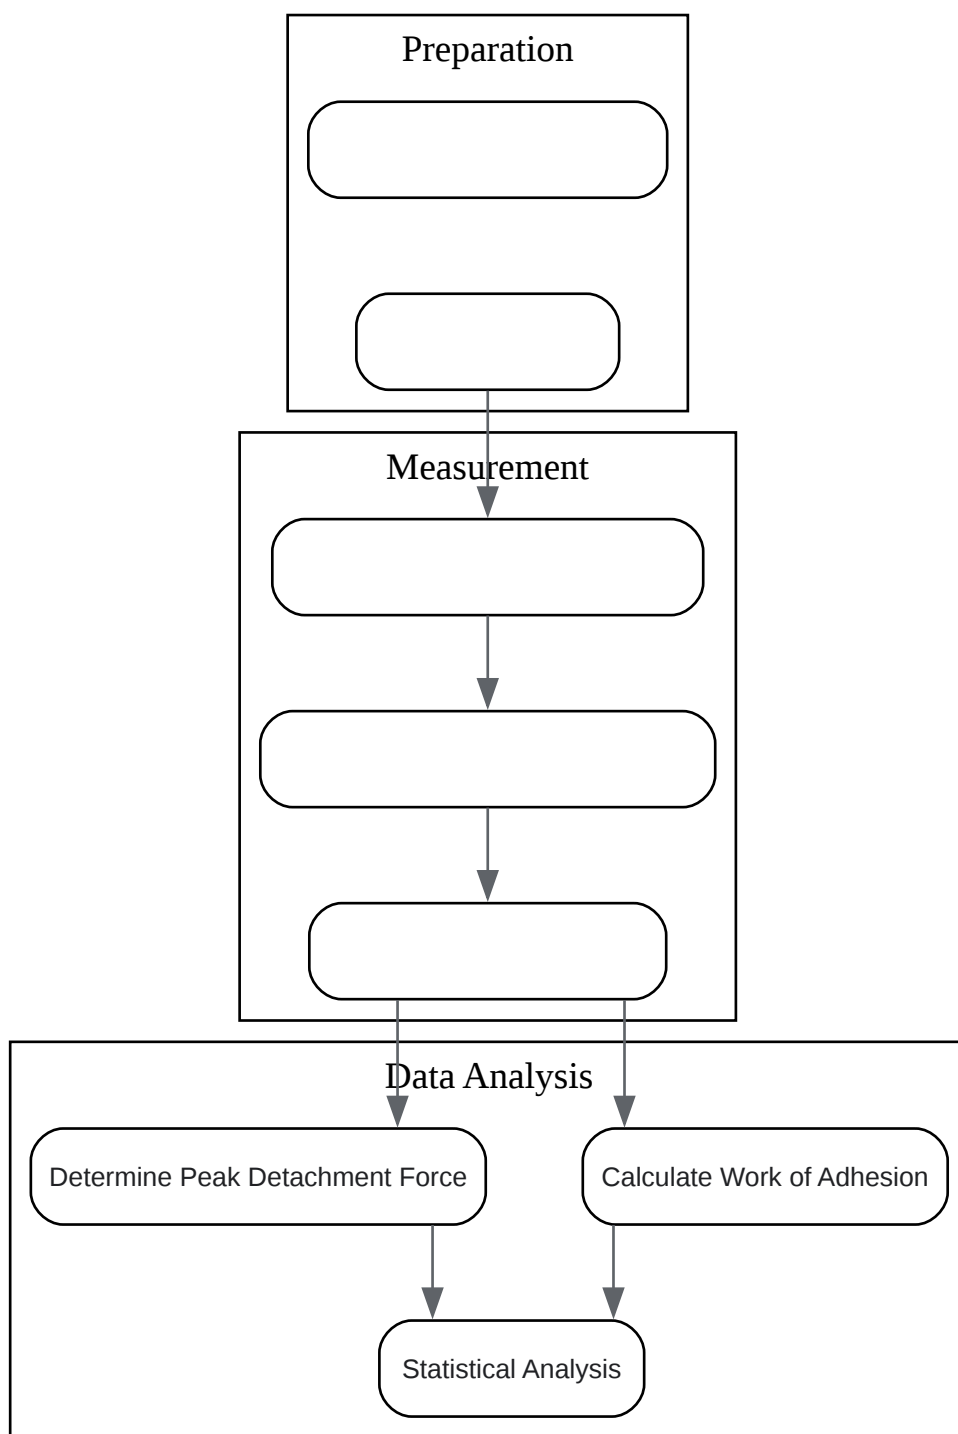 Preparation
Measurement
Data Analysis
Determine Peak Detachment Force
Calculate Work of Adhesion
Statistical Analysis